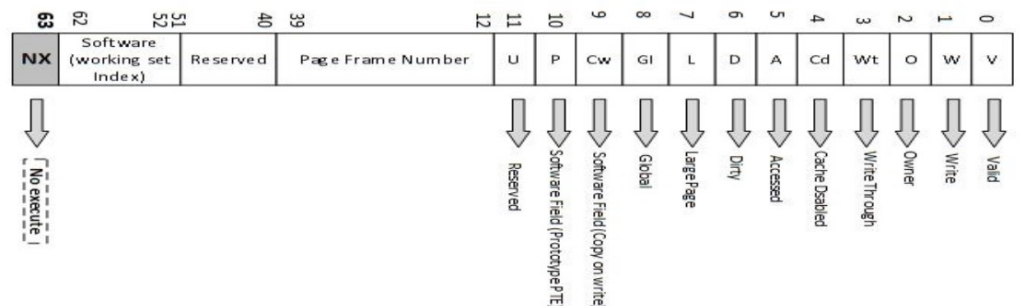 63 62 52 51 40 39 12 11 10 9 8 7 6 5 4 3 2 1 0
NX Software Reserved Page Frame Number U P Cw Gl L D A Cd Wt O W V
(working set
Index)
No execute
Reserved
Software Field (Prototype PTE
Software Field (Copy on write
Global
Large Page
Dirty
Accessed
Cache Dsabled
Write Through
Owner
Write
Valid